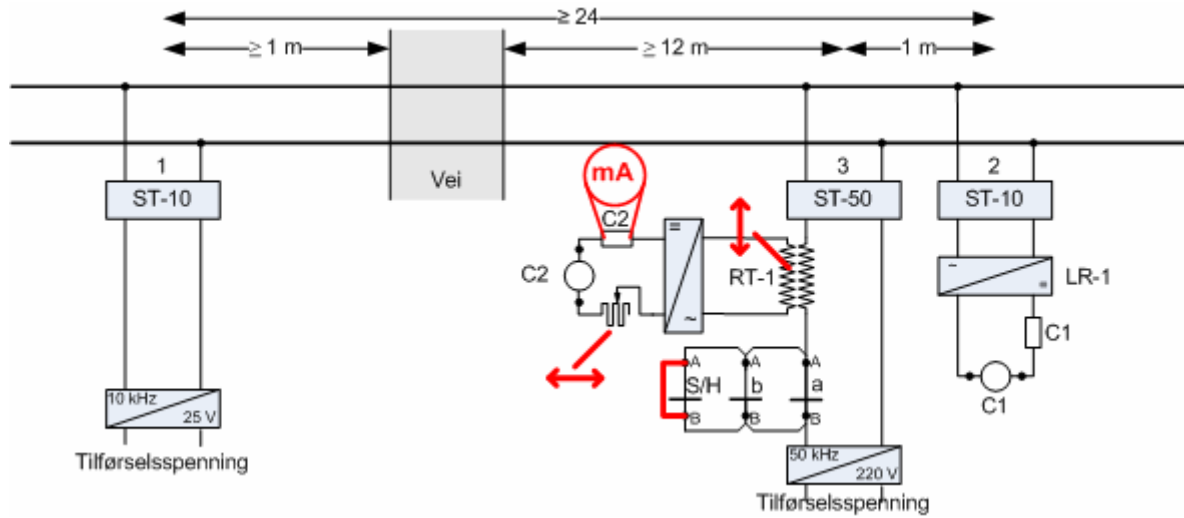 ≥ 24
≥ 1 m
≥ 12 m
1 m
1
3
2
Vei
mA
ST-10
ST-50
ST-10
C2
C2
RT-1
~
=
LR-1
=
~
C1
A
A
A
S/H
b
a
B
B
B
C1
10 kHz
25 V
50 kHz
220 V
Tilførselsspenning
Tilførselsspenning